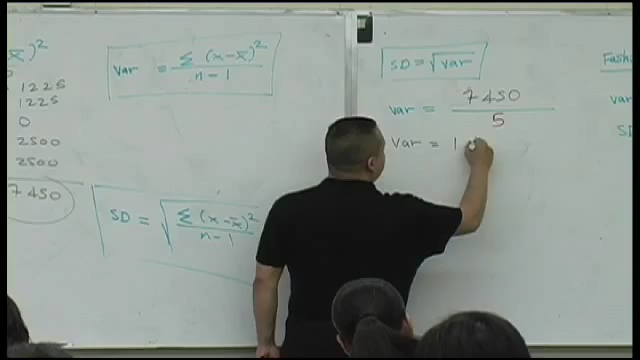 x̄)²
1225
1225
0
2500
2500
7450
Var = Σ (x-x̄)² / n-1
SD = √Σ (x-x̄)² / n-1
SD = √Var
Var = 7450 / 5
Var = 1
Fash
var
SD